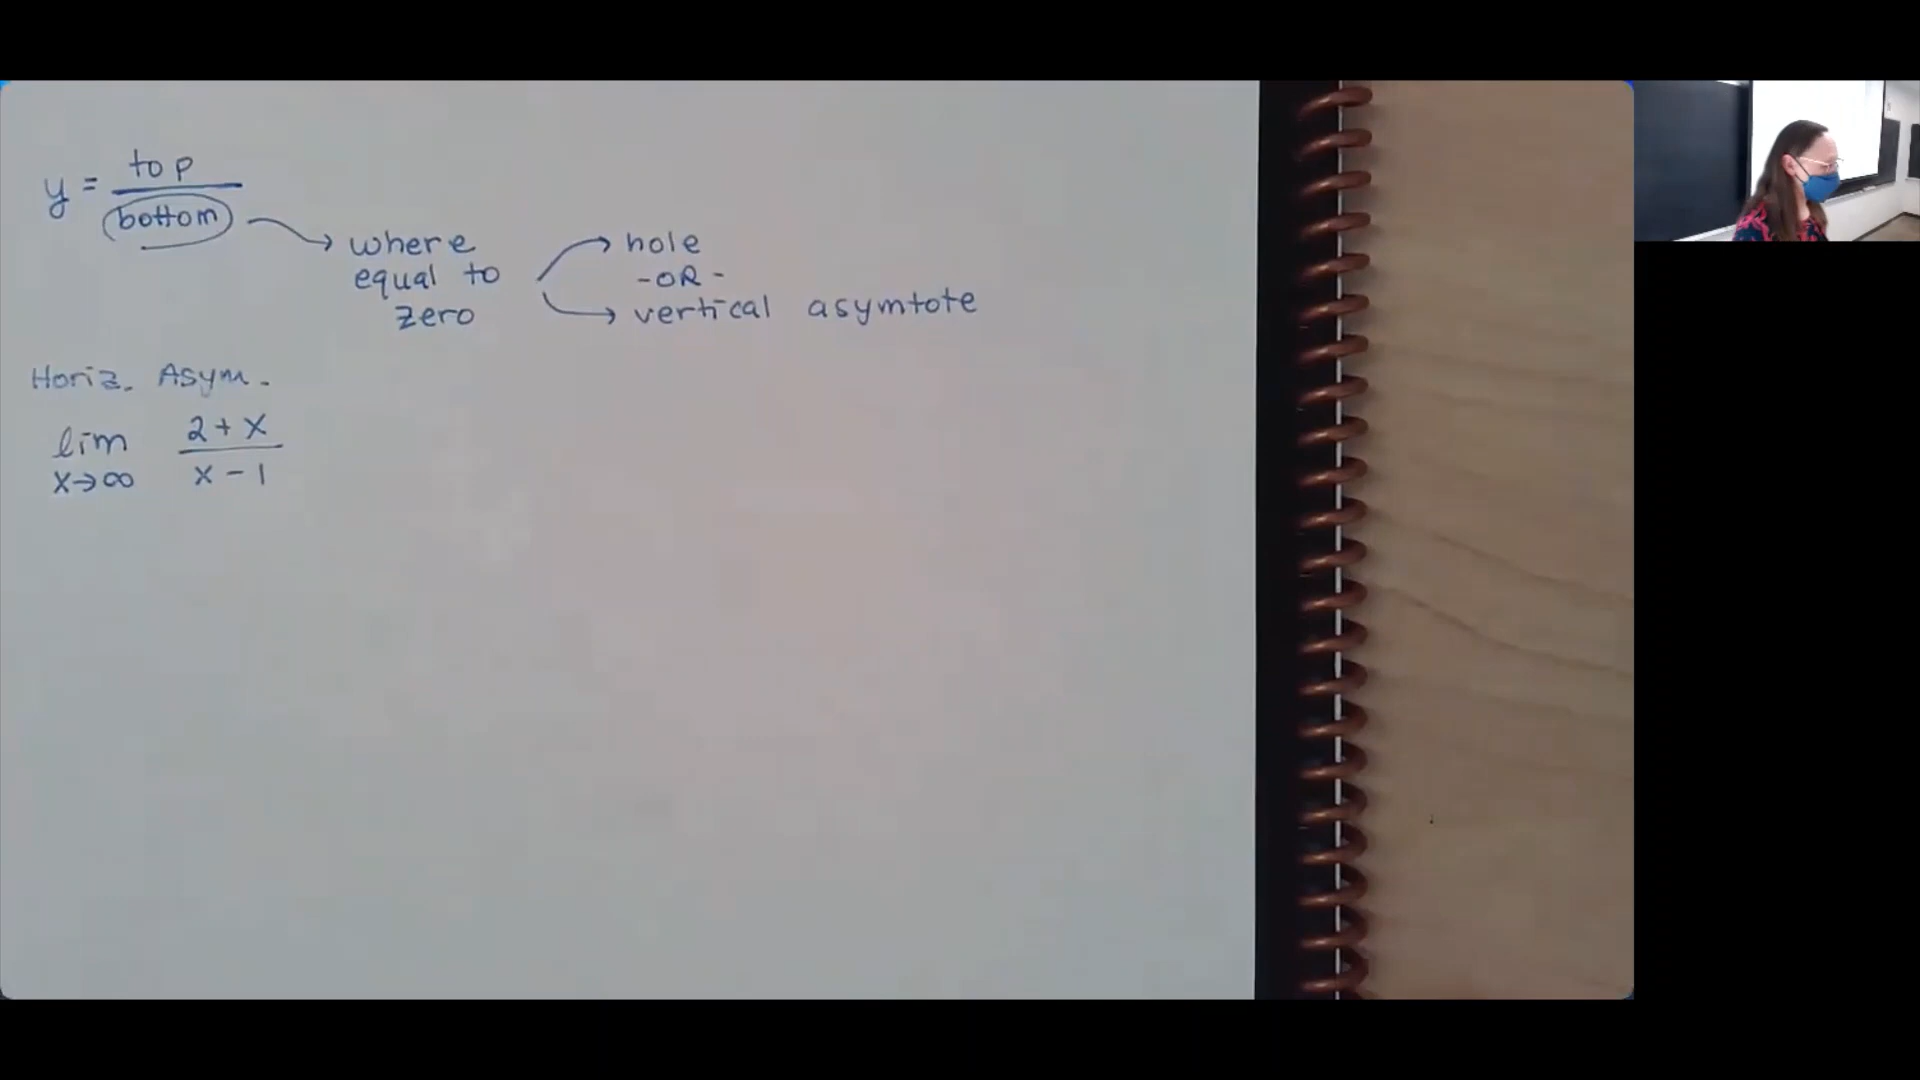 y = top / bottom
where equal to zero
hole
-OR-
vertical asymtote
Horiz. Asym.
lim x→∞ (2+x)/(x-1)